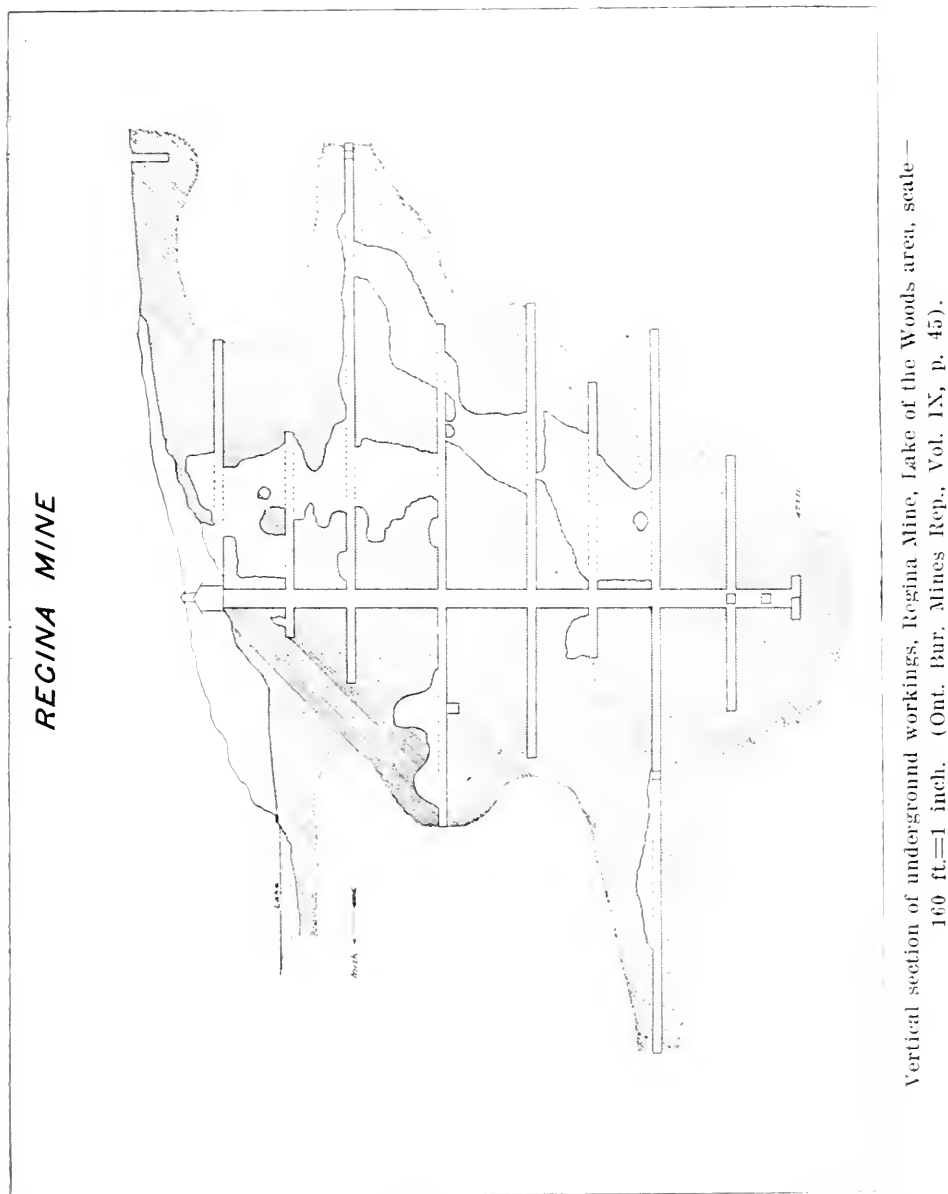 REGINA MINE
Lake
North
Vertical section of underground workings, Regina Mine, Lake of the Woods area, scale—
160 ft.=1 inch. (Ont. Bur. Mines Rep., Vol. IX, p. 45).